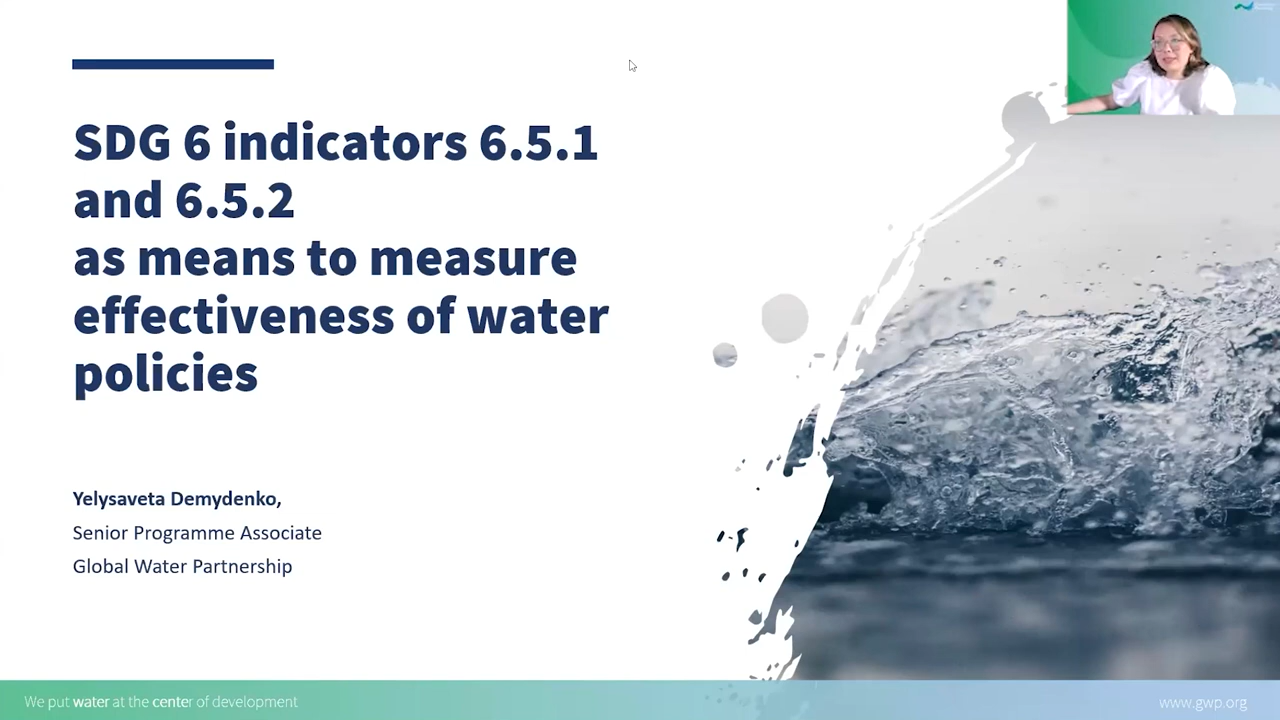 SDG 6 indicators 6.5.1
and 6.5.2
as means to measure
effectiveness of water
policies
Yelysaveta Demydenko,
Senior Programme Associate
Global Water Partnership
We put water at the center of development
www.gwp.org